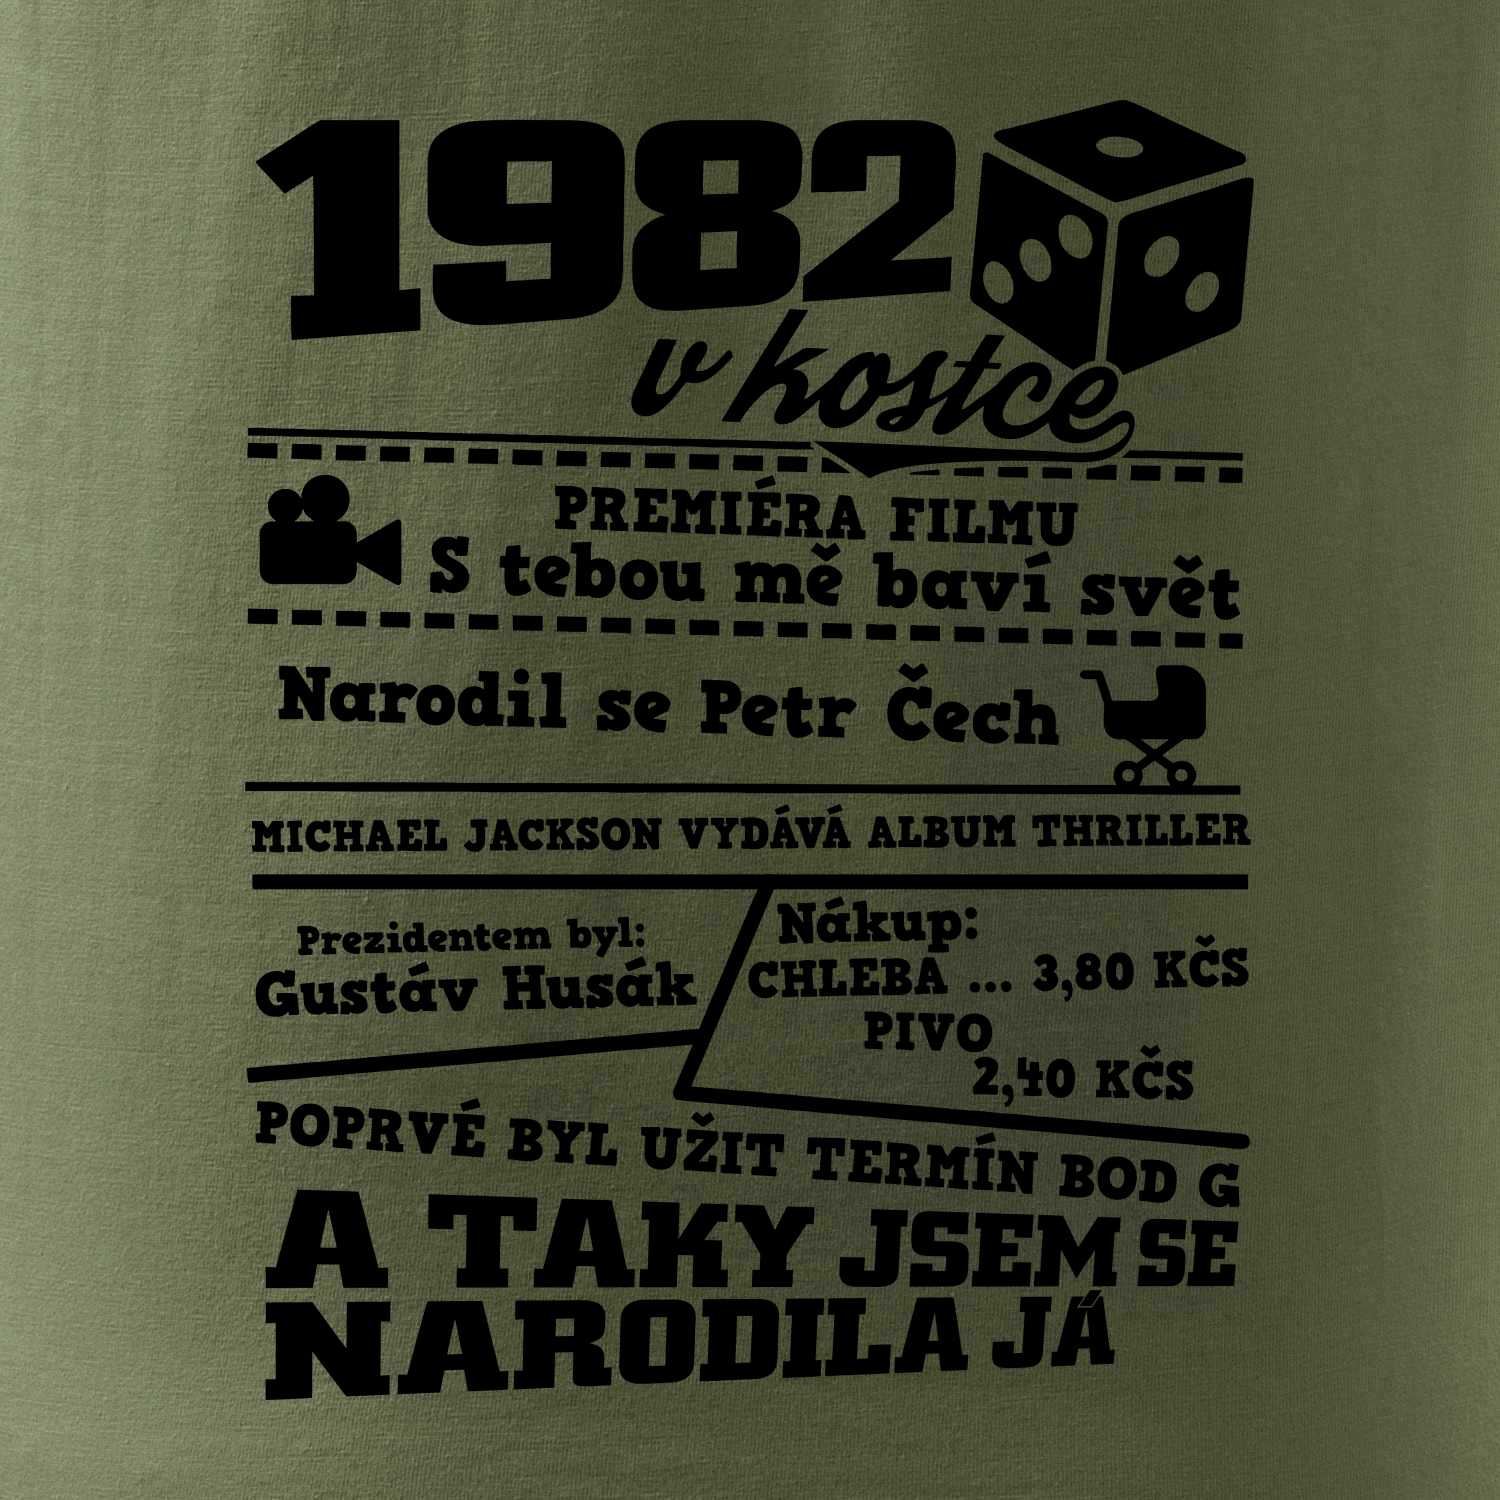 1982
v kostce
PREMIÉRA FILMU
S tebou mě baví svět
Narodil se Petr Čech
MICHAEL JACKSON VYDÁVÁ ALBUM THRILLER
Prezidentem byl:
Gustáv Husák
Nákup:
CHLEBA ... 3,80 KČS
PIVO
2,40 KČS
POPRVÉ BYL UŽIT TERMÍN BOD G
A TAKY JSEM SE
NARODILA JÁ